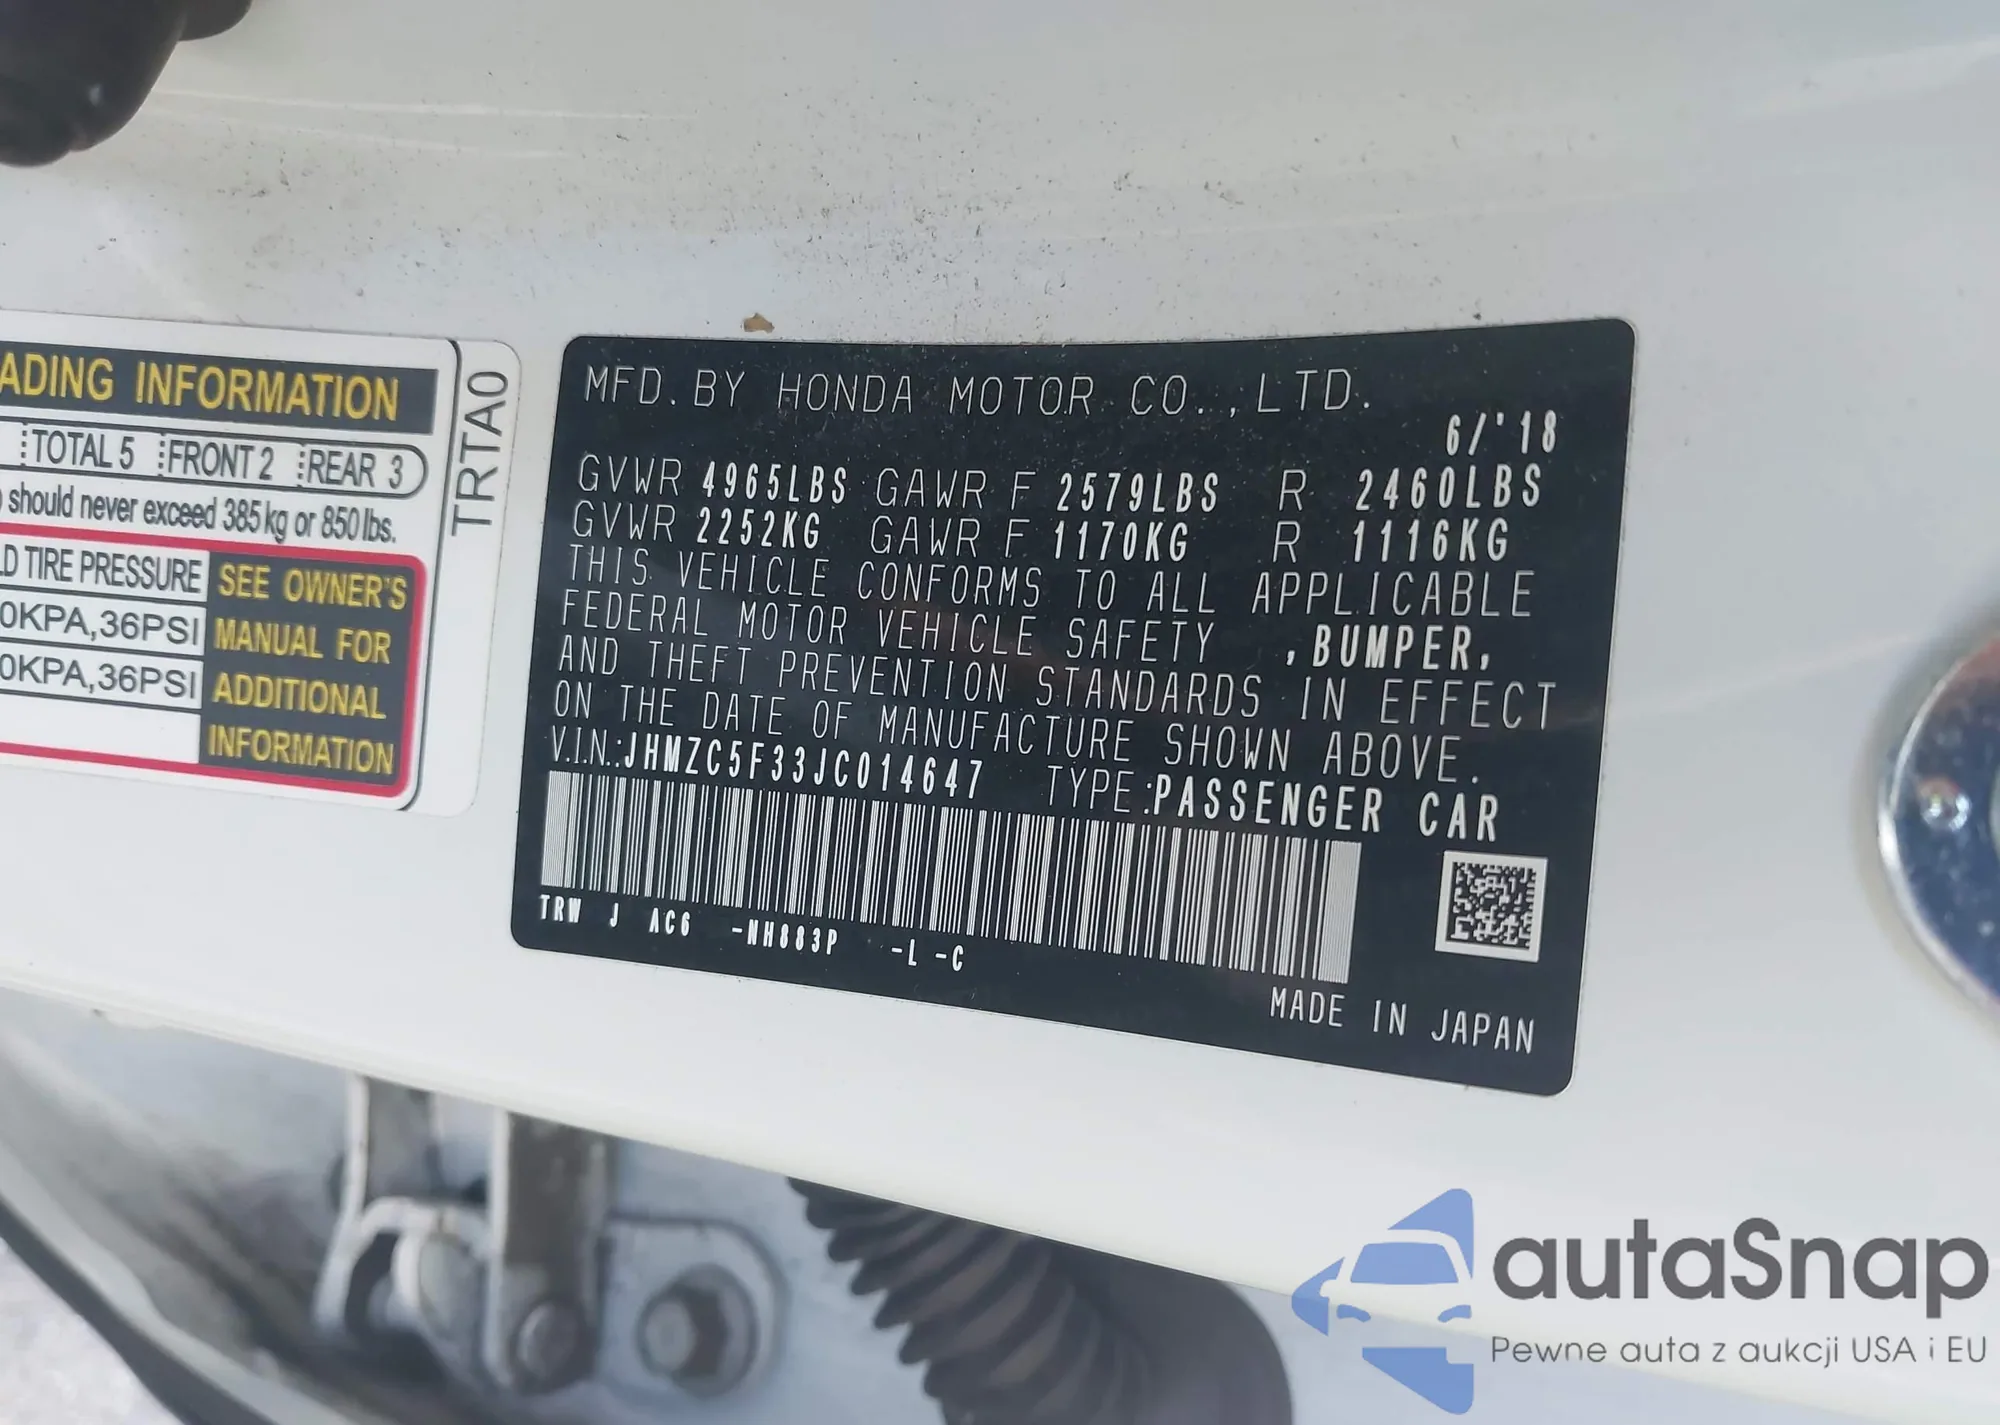 ADING INFORMATION
TOTAL 5 FRONT 2 REAR 3
should never exceed 385 kg or 850 lbs.
D TIRE PRESSURE
0KPA,36PSI
0KPA,36PSI
SEE OWNER'S
MANUAL FOR
ADDITIONAL
INFORMATION
TRTA0
MFD. BY HONDA MOTOR CO., LTD.
6/'18
GVWR 4965LBS GAWR F 2579LBS R 2460LBS
GVWR 2252KG GAWR F 1170KG R 1116KG
THIS VEHICLE CONFORMS TO ALL APPLICABLE
FEDERAL MOTOR VEHICLE SAFETY , BUMPER,
AND THEFT PREVENTION STANDARDS IN EFFECT
ON THE DATE OF MANUFACTURE SHOWN ABOVE.
V.I.N.:JHMZC5F33JC014647 TYPE:PASSENGER CAR
TRW J AC6 -NH883P -L -C
MADE IN JAPAN
autaSnap
Pewne auta z aukcji USA i EU